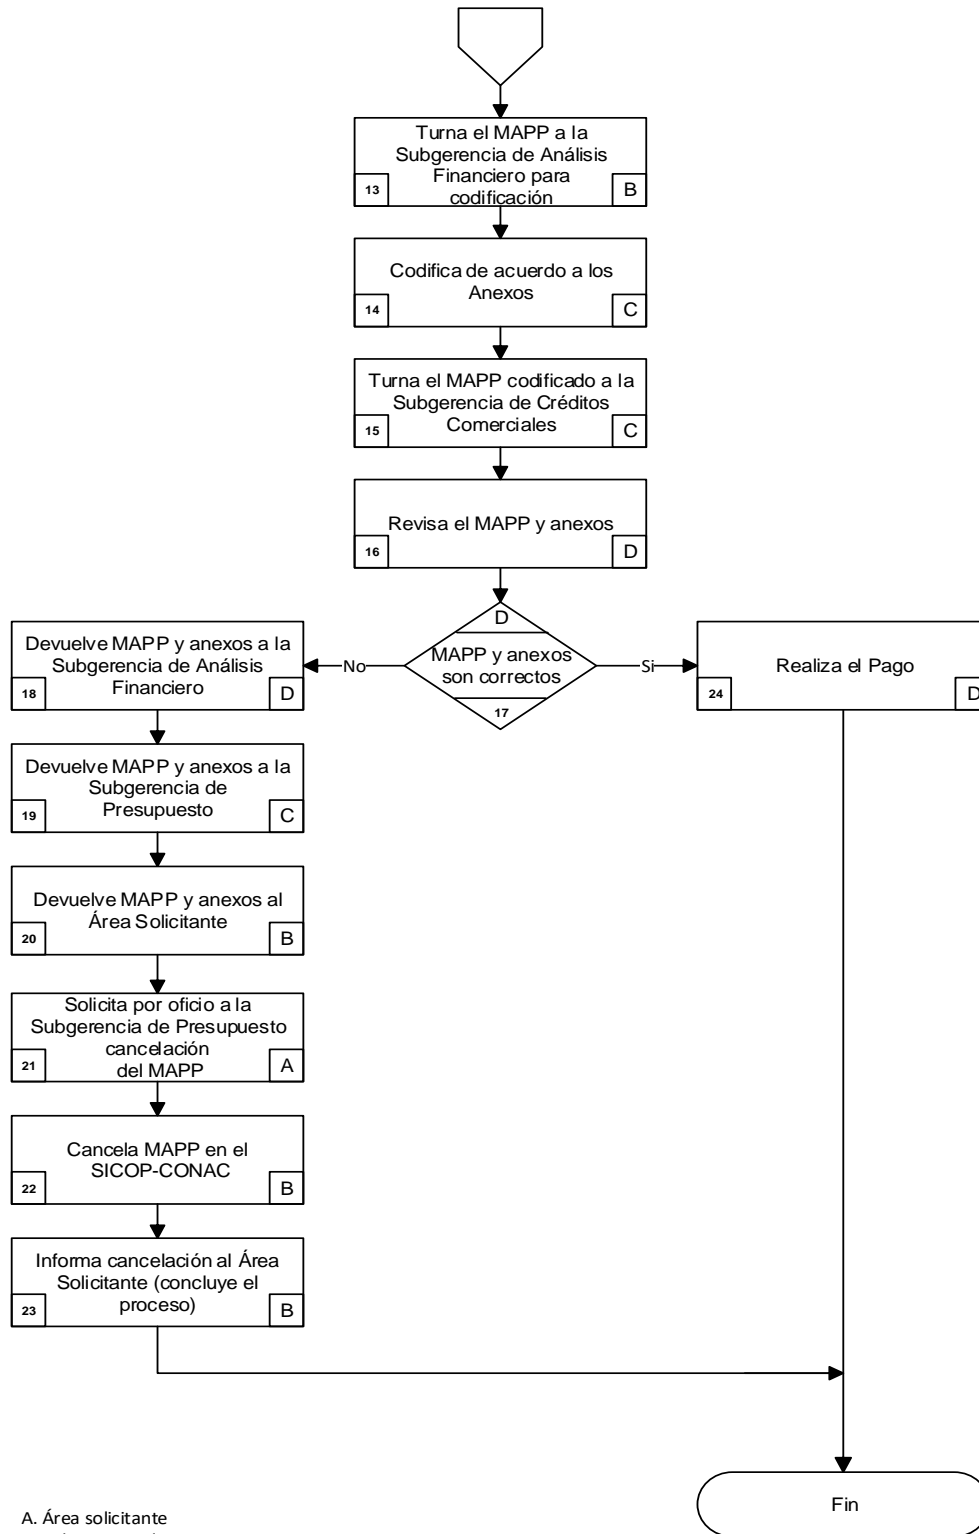 Turna el MAPP a la
Subgerencia de Análisis
Financiero para
codificación
13
B
Codifica de acuerdo a los
Anexos
14
C
Turna el MAPP codificado a la
Subgerencia de Créditos
Comerciales
15
C
Revisa el MAPP y anexos
16
D
D
MAPP y anexos
son correctos
17
No
Si
Devuelve MAPP y anexos a la
Subgerencia de Análisis
Financiero
18
D
Realiza el Pago
24
D
Devuelve MAPP y anexos a la
Subgerencia de
Presupuesto
19
C
Devuelve MAPP y anexos al
Área Solicitante
20
B
Solicita por oficio a la
Subgerencia de Presupuesto
cancelación
del MAPP
21
A
Cancela MAPP en el
SICOP-CONAC
22
B
Informa cancelación al Área
Solicitante (concluye el
proceso)
23
B
Fin
A. Área solicitante